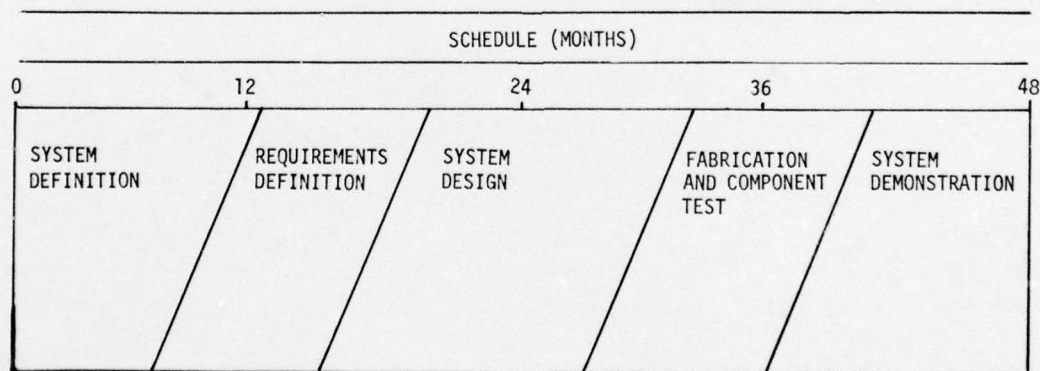 SCHEDULE (MONTHS)
0 12 24 36 48
SYSTEM
DEFINITION
REQUIREMENTS
DEFINITION
SYSTEM
DESIGN
FABRICATION
AND COMPONENT
TEST
SYSTEM
DEMONSTRATION